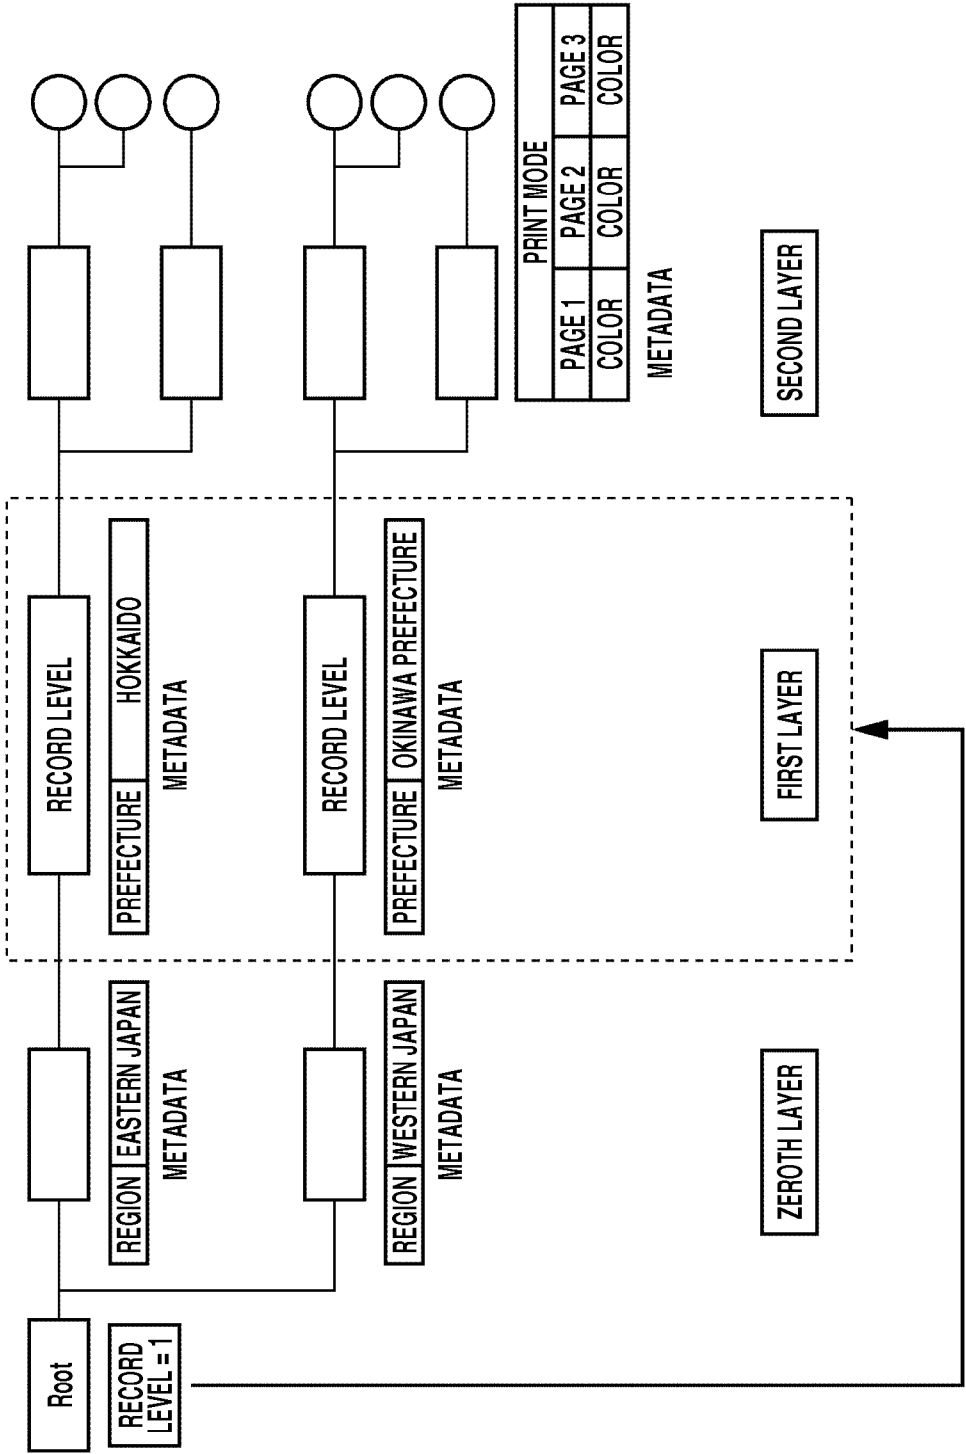 Root
RECORD
LEVEL = 1
REGION EASTERN JAPAN
METADATA
REGION WESTERN JAPAN
METADATA
ZEROTH LAYER
RECORD LEVEL
PREFECTURE HOKKAIDO
METADATA
RECORD LEVEL
PREFECTURE OKINAWA PREFECTURE
METADATA
FIRST LAYER
PRINT MODE
PAGE 1 PAGE 2 PAGE 3
COLOR COLOR COLOR
METADATA
SECOND LAYER